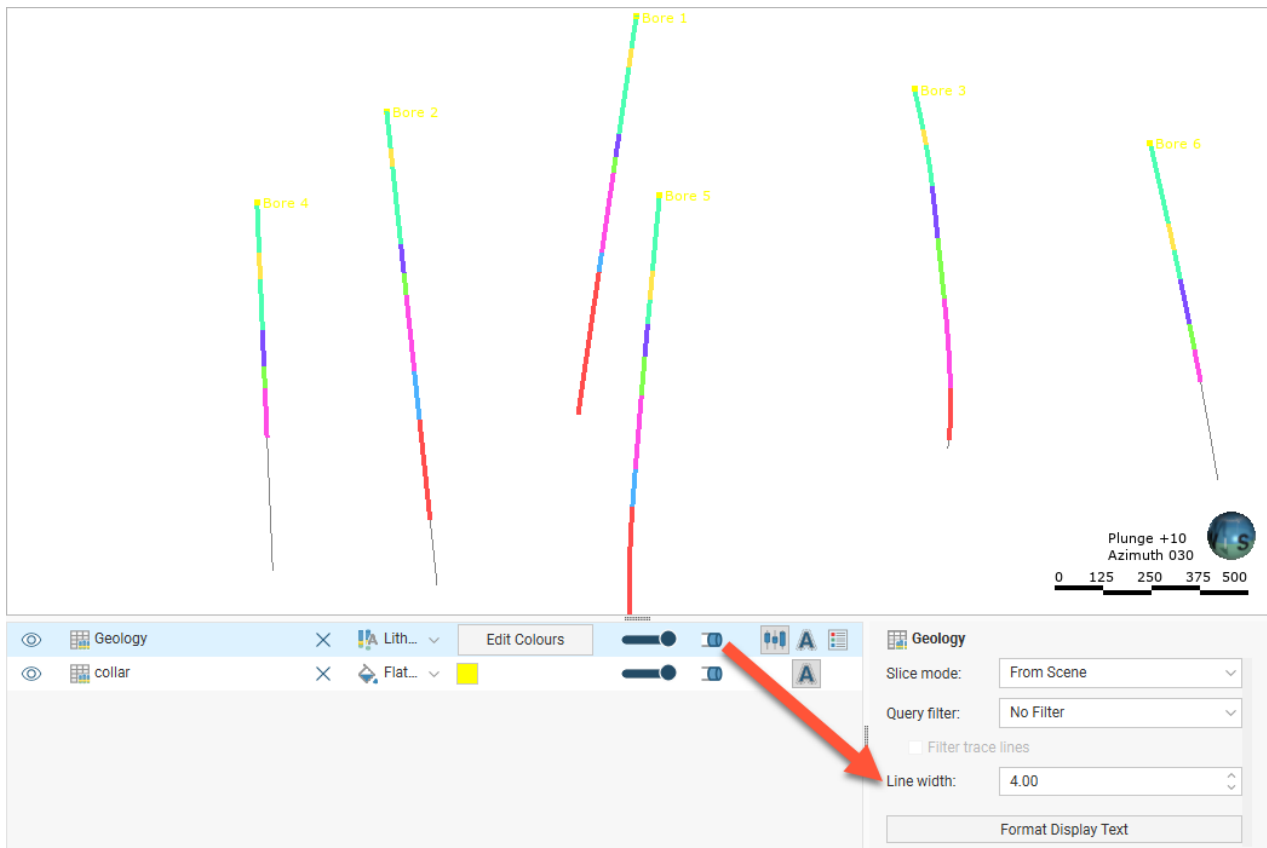 Bore 1
Bore 3
Bore 2
Bore 6
Bore 5
Bore 4
Plunge +10
Azimuth 030
0 125 250 375 500
S
Geology Lith... Edit Colours A
collar Flat... A
Geology
Slice mode: From Scene
Query filter: No Filter
Filter trace lines
Line width: 4.00
Format Display Text